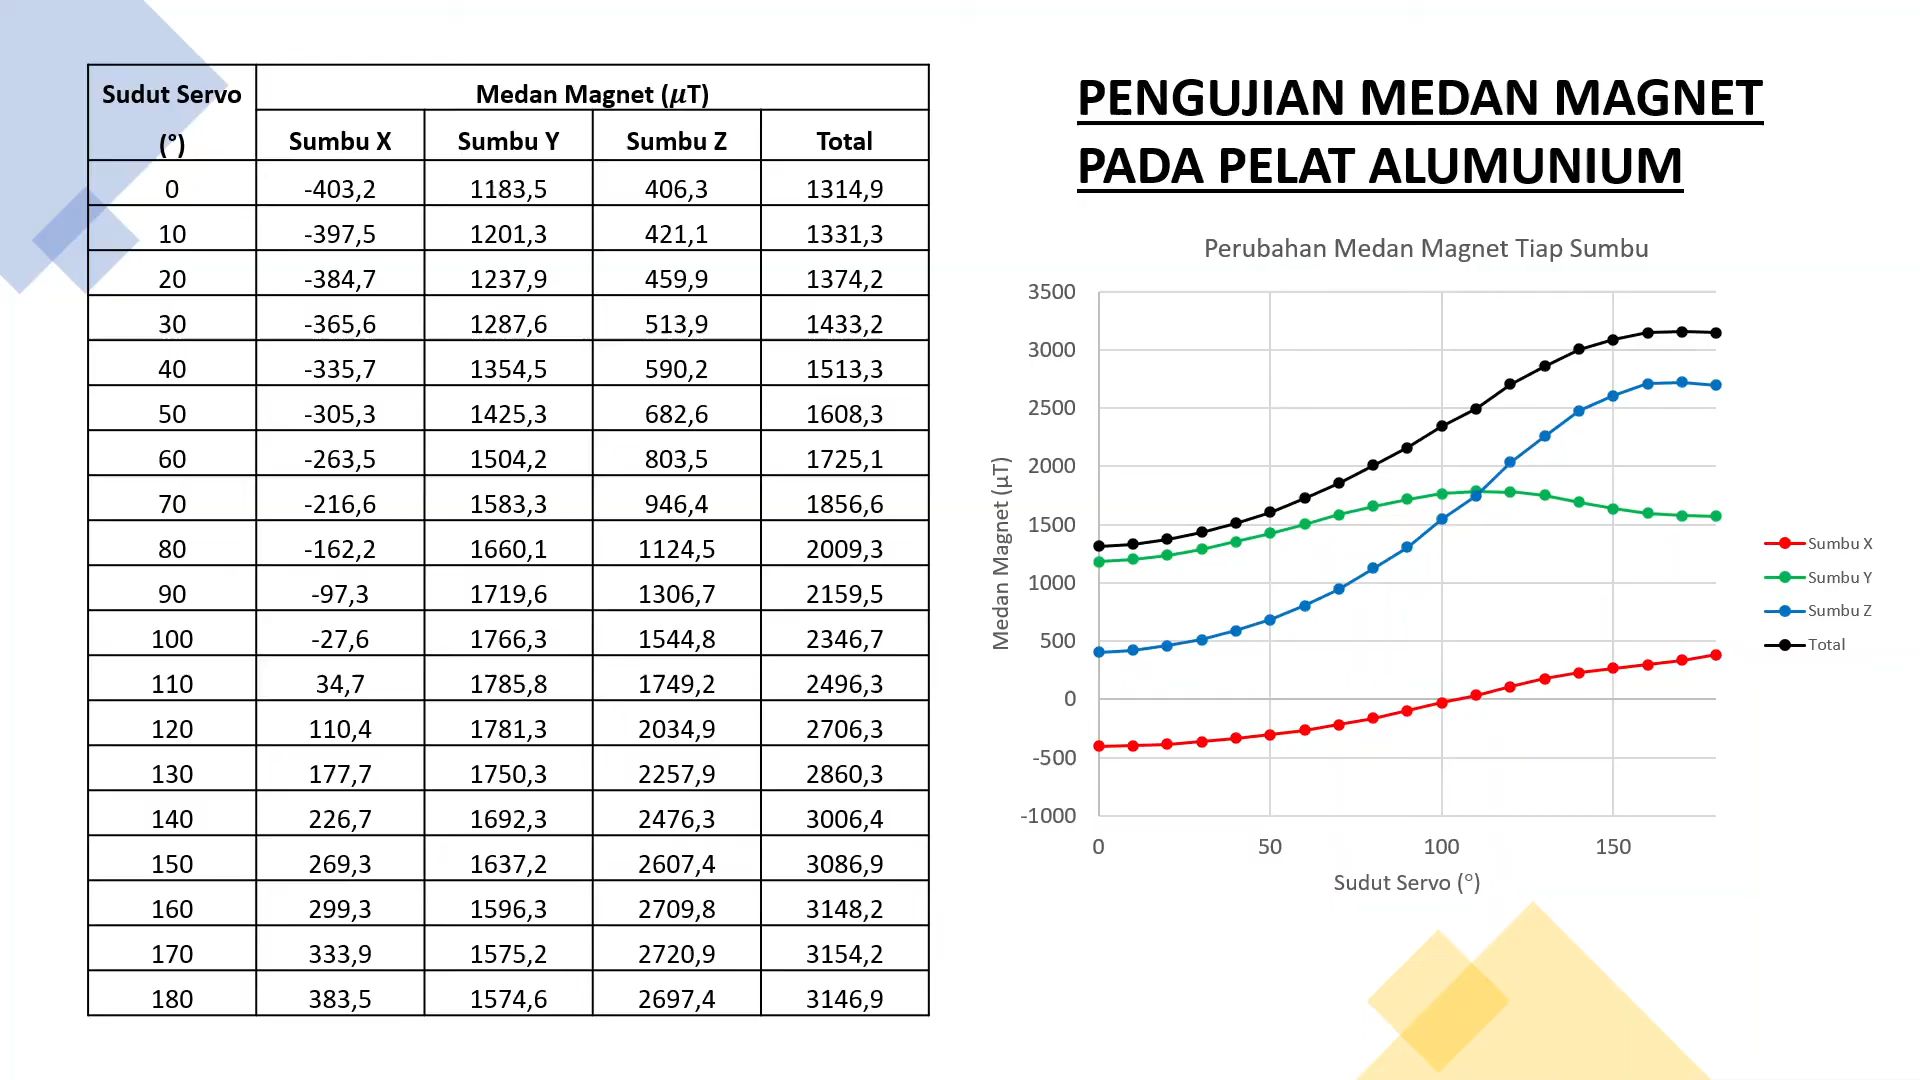 Sudut Servo (°) Medan Magnet (𝝁T)
Sumbu X Sumbu Y Sumbu Z Total
0 -403,2 1183,5 406,3 1314,9
10 -397,5 1201,3 421,1 1331,3
20 -384,7 1237,9 459,9 1374,2
30 -365,6 1287,6 513,9 1433,2
40 -335,7 1354,5 590,2 1513,3
50 -305,3 1425,3 682,6 1608,3
60 -263,5 1504,2 803,5 1725,1
70 -216,6 1583,3 946,4 1856,6
80 -162,2 1660,1 1124,5 2009,3
90 -97,3 1719,6 1306,7 2159,5
100 -27,6 1766,3 1544,8 2346,7
110 34,7 1785,8 1749,2 2496,3
120 110,4 1781,3 2034,9 2706,3
130 177,7 1750,3 2257,9 2860,3
140 226,7 1692,3 2476,3 3006,4
150 269,3 1637,2 2607,4 3086,9
160 299,3 1596,3 2709,8 3148,2
170 333,9 1575,2 2720,9 3154,2
180 383,5 1574,6 2697,4 3146,9
PENGUJIAN MEDAN MAGNET
PADA PELAT ALUMUNIUM
Perubahan Medan Magnet Tiap Sumbu
Medan Magnet (μT)
3500
3000
2500
2000
1500
1000
500
0
-500
-1000
0 50 100 150
Sudut Servo (°)
Sumbu X
Sumbu Y
Sumbu Z
Total